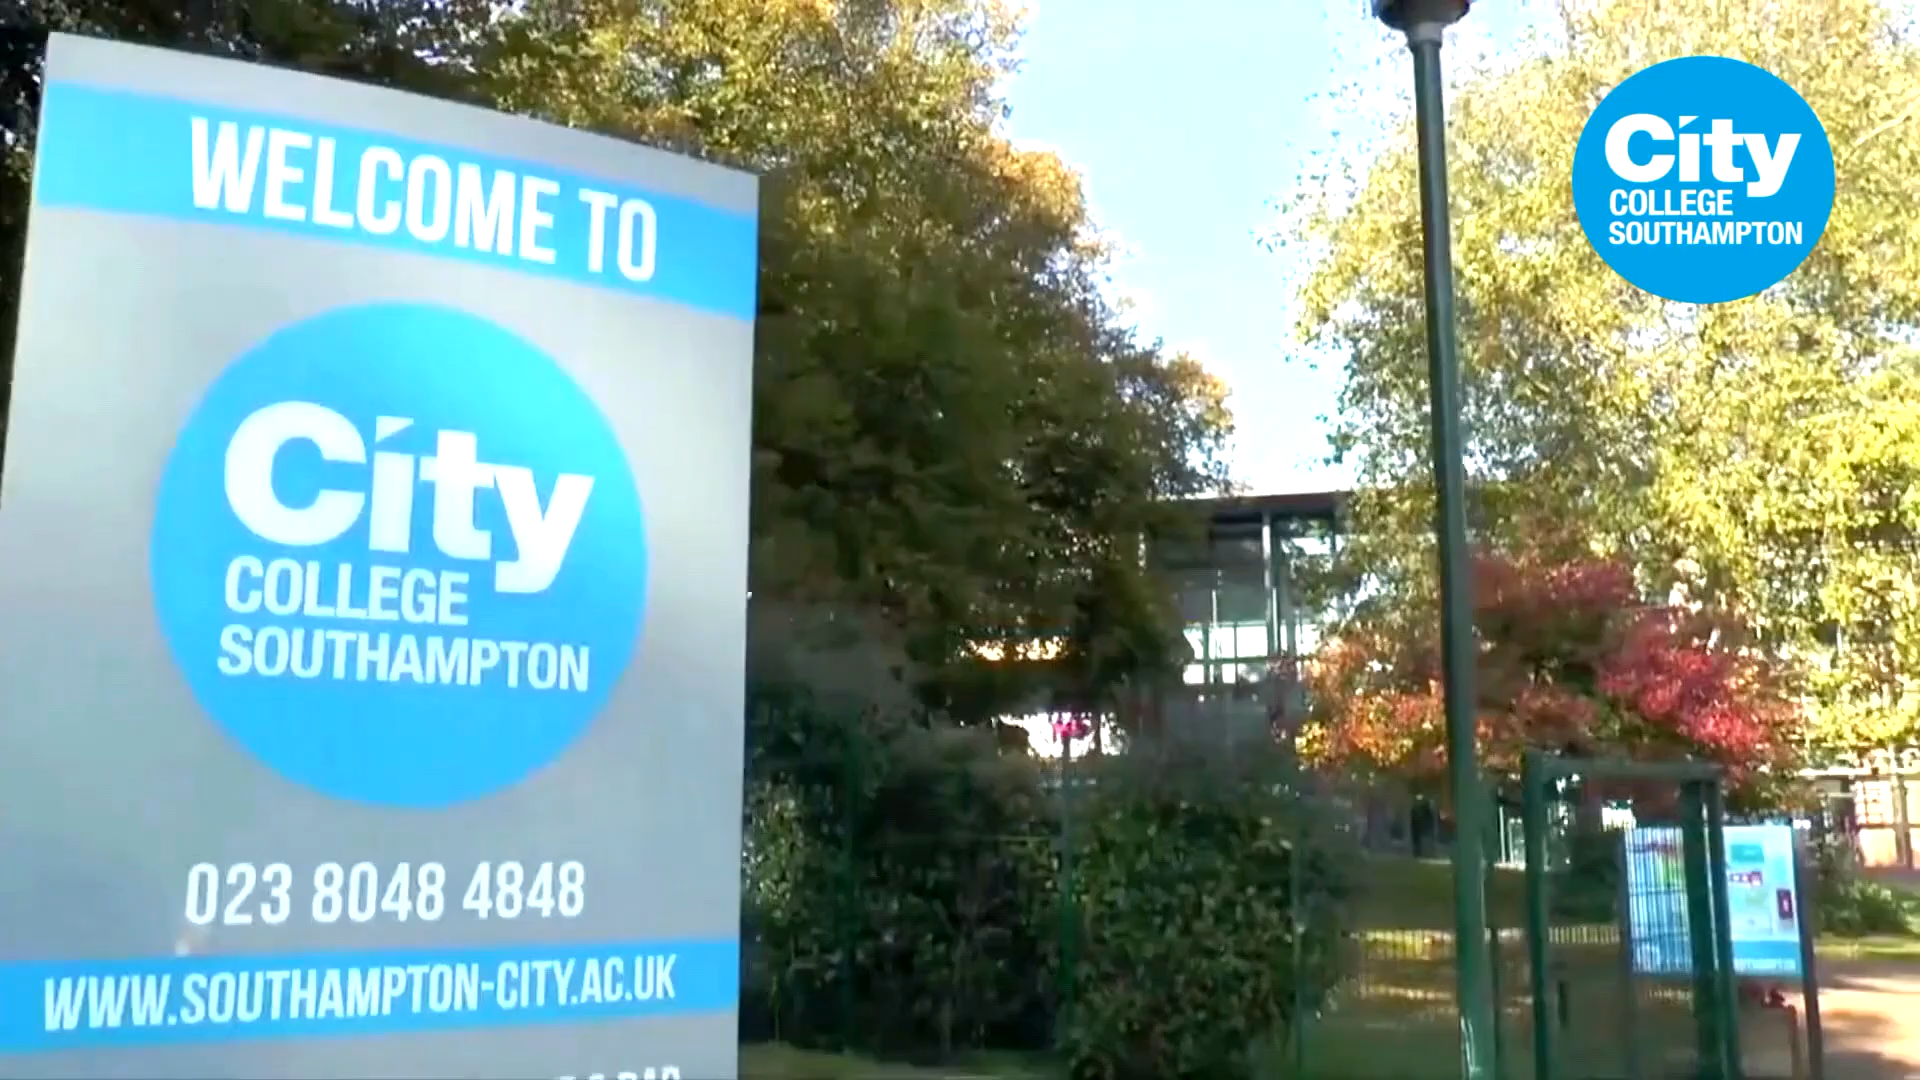 WELCOME TO
City
COLLEGE
SOUTHAMPTON
023 8048 4848
WWW.SOUTHAMPTON-CITY.AC.UK
City
COLLEGE
SOUTHAMPTON